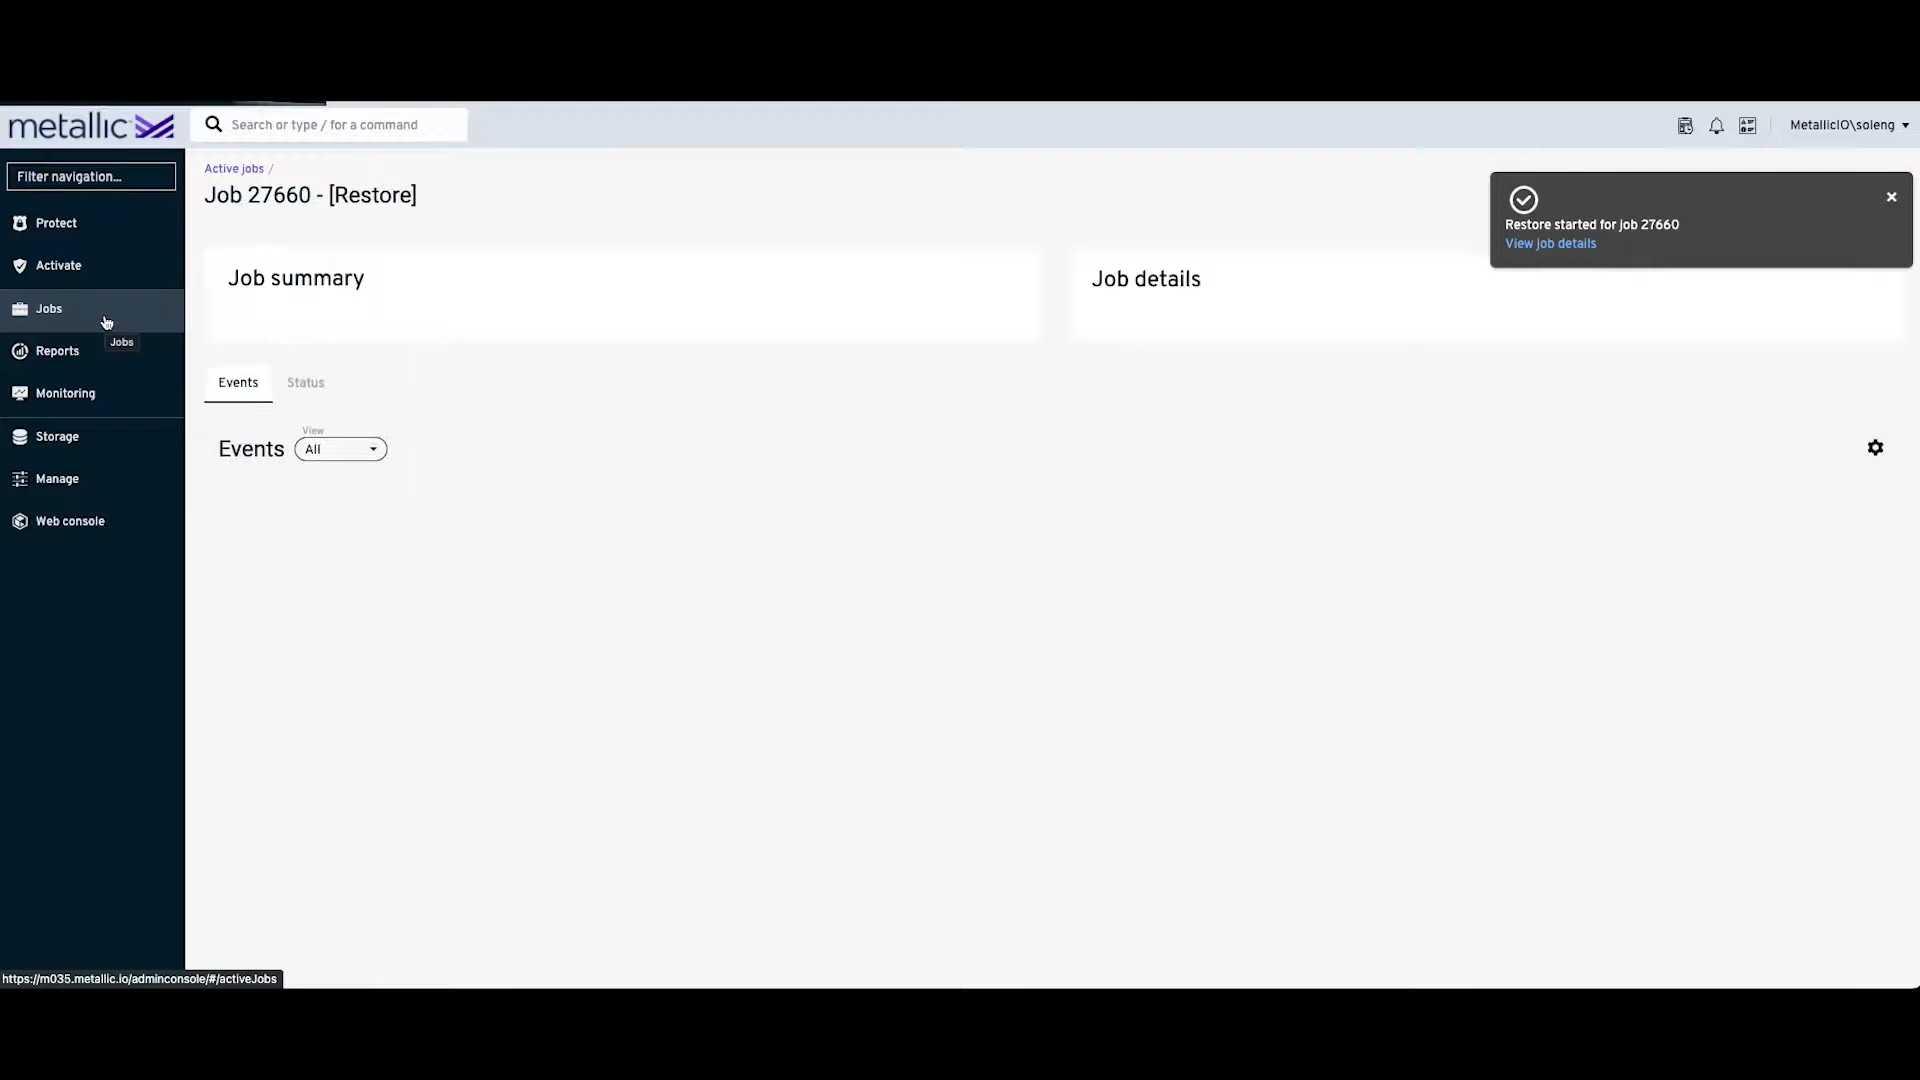 metallic
Search or type / for a command
MetallicIO\soleng
Filter navigation...
Protect
Activate
Jobs
Jobs
Reports
Monitoring
Storage
Manage
Web console
Active jobs /
Job 27660 - [Restore]
Restore started for job 27660
View job details
Job summary
Job details
Events
Status
View
Events
All
https://m035.metallic.io/adminconsole/#/activeJobs